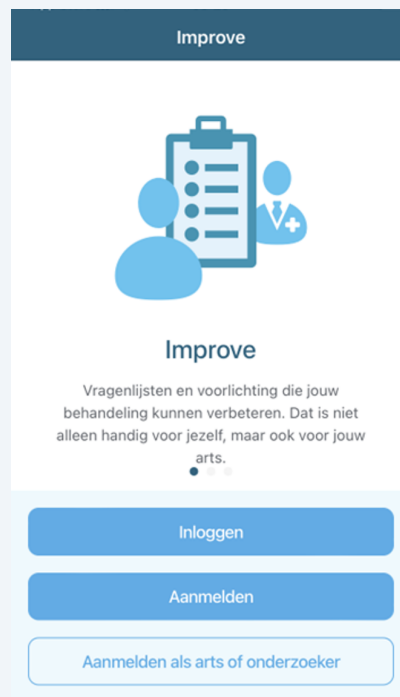 Improve
Improve
Vragenlijsten en voorlichting die jouw
behandeling kunnen verbeteren. Dat is niet
alleen handig voor jezelf, maar ook voor jouw
arts.
Inloggen
Aanmelden
Aanmelden als arts of onderzoeker